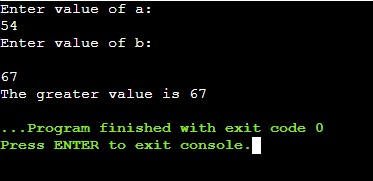 Enter value of a:
54
Enter value of b:
67
The greater value is 67
...Program finished with exit code 0
Press ENTER to exit console.